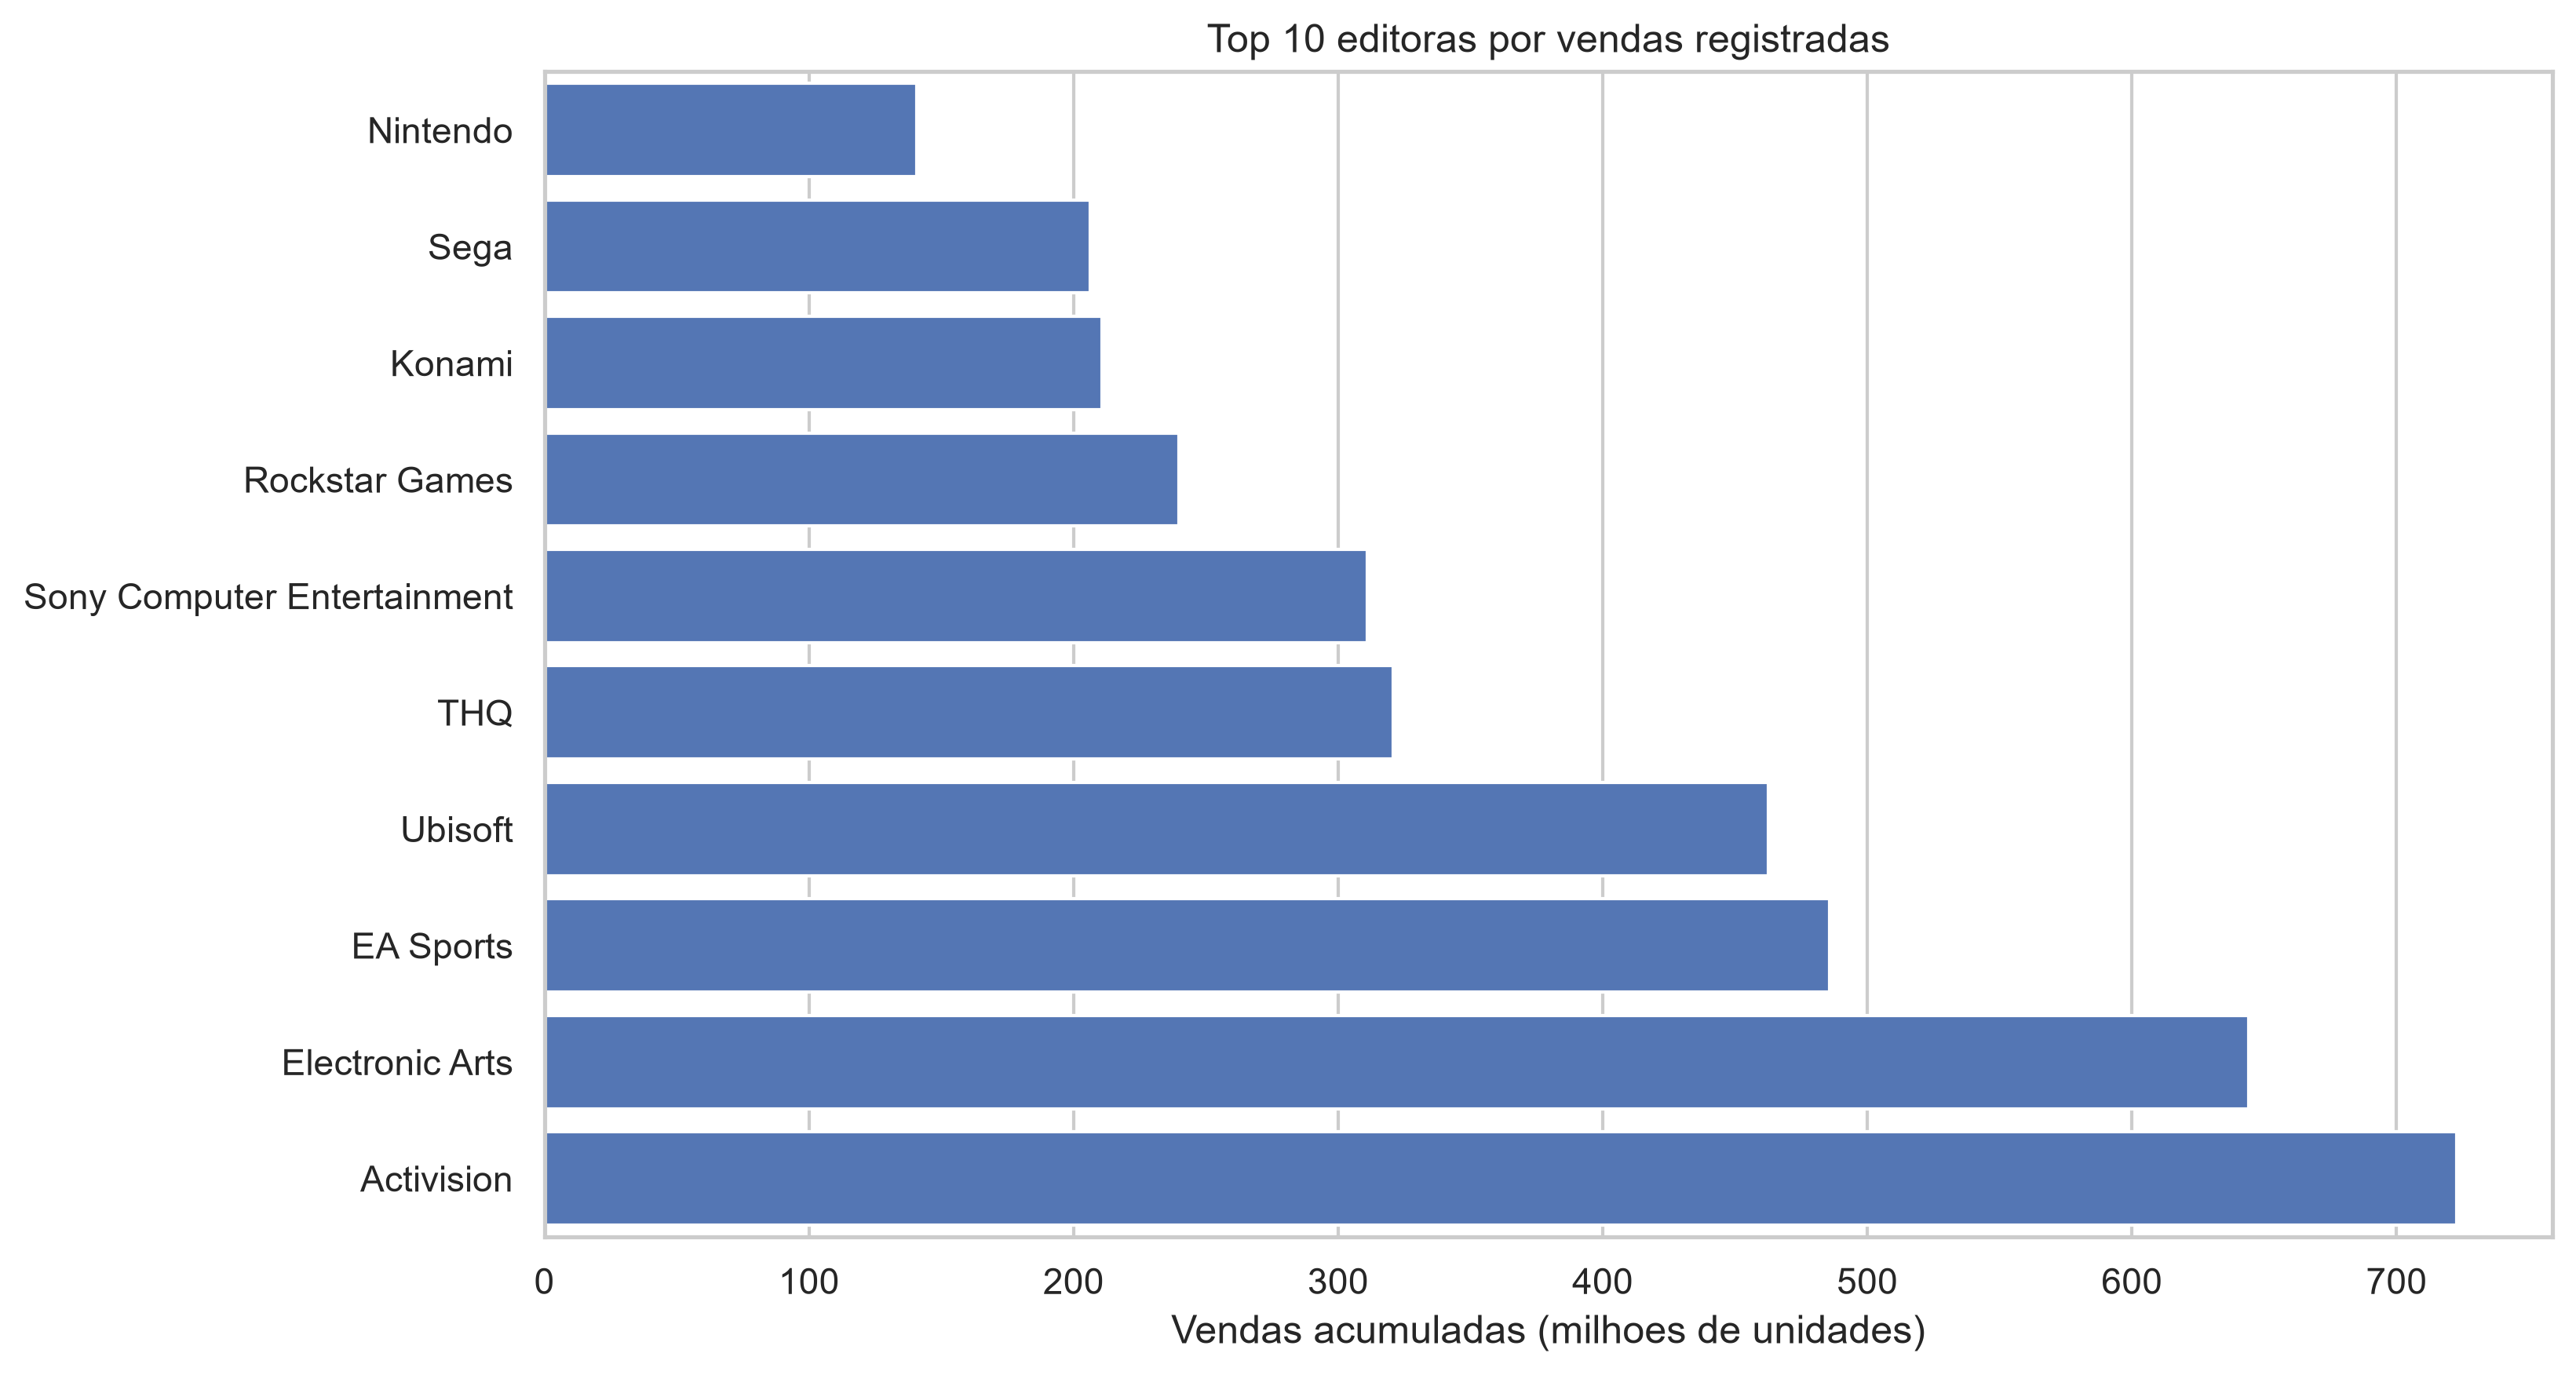 Top 10 editoras por vendas registradas
Nintendo
Sega
Konami
Rockstar Games
Sony Computer Entertainment
THQ
Ubisoft
EA Sports
Electronic Arts
Activision
0 100 200 300 400 500 600 700
Vendas acumuladas (milhoes de unidades)